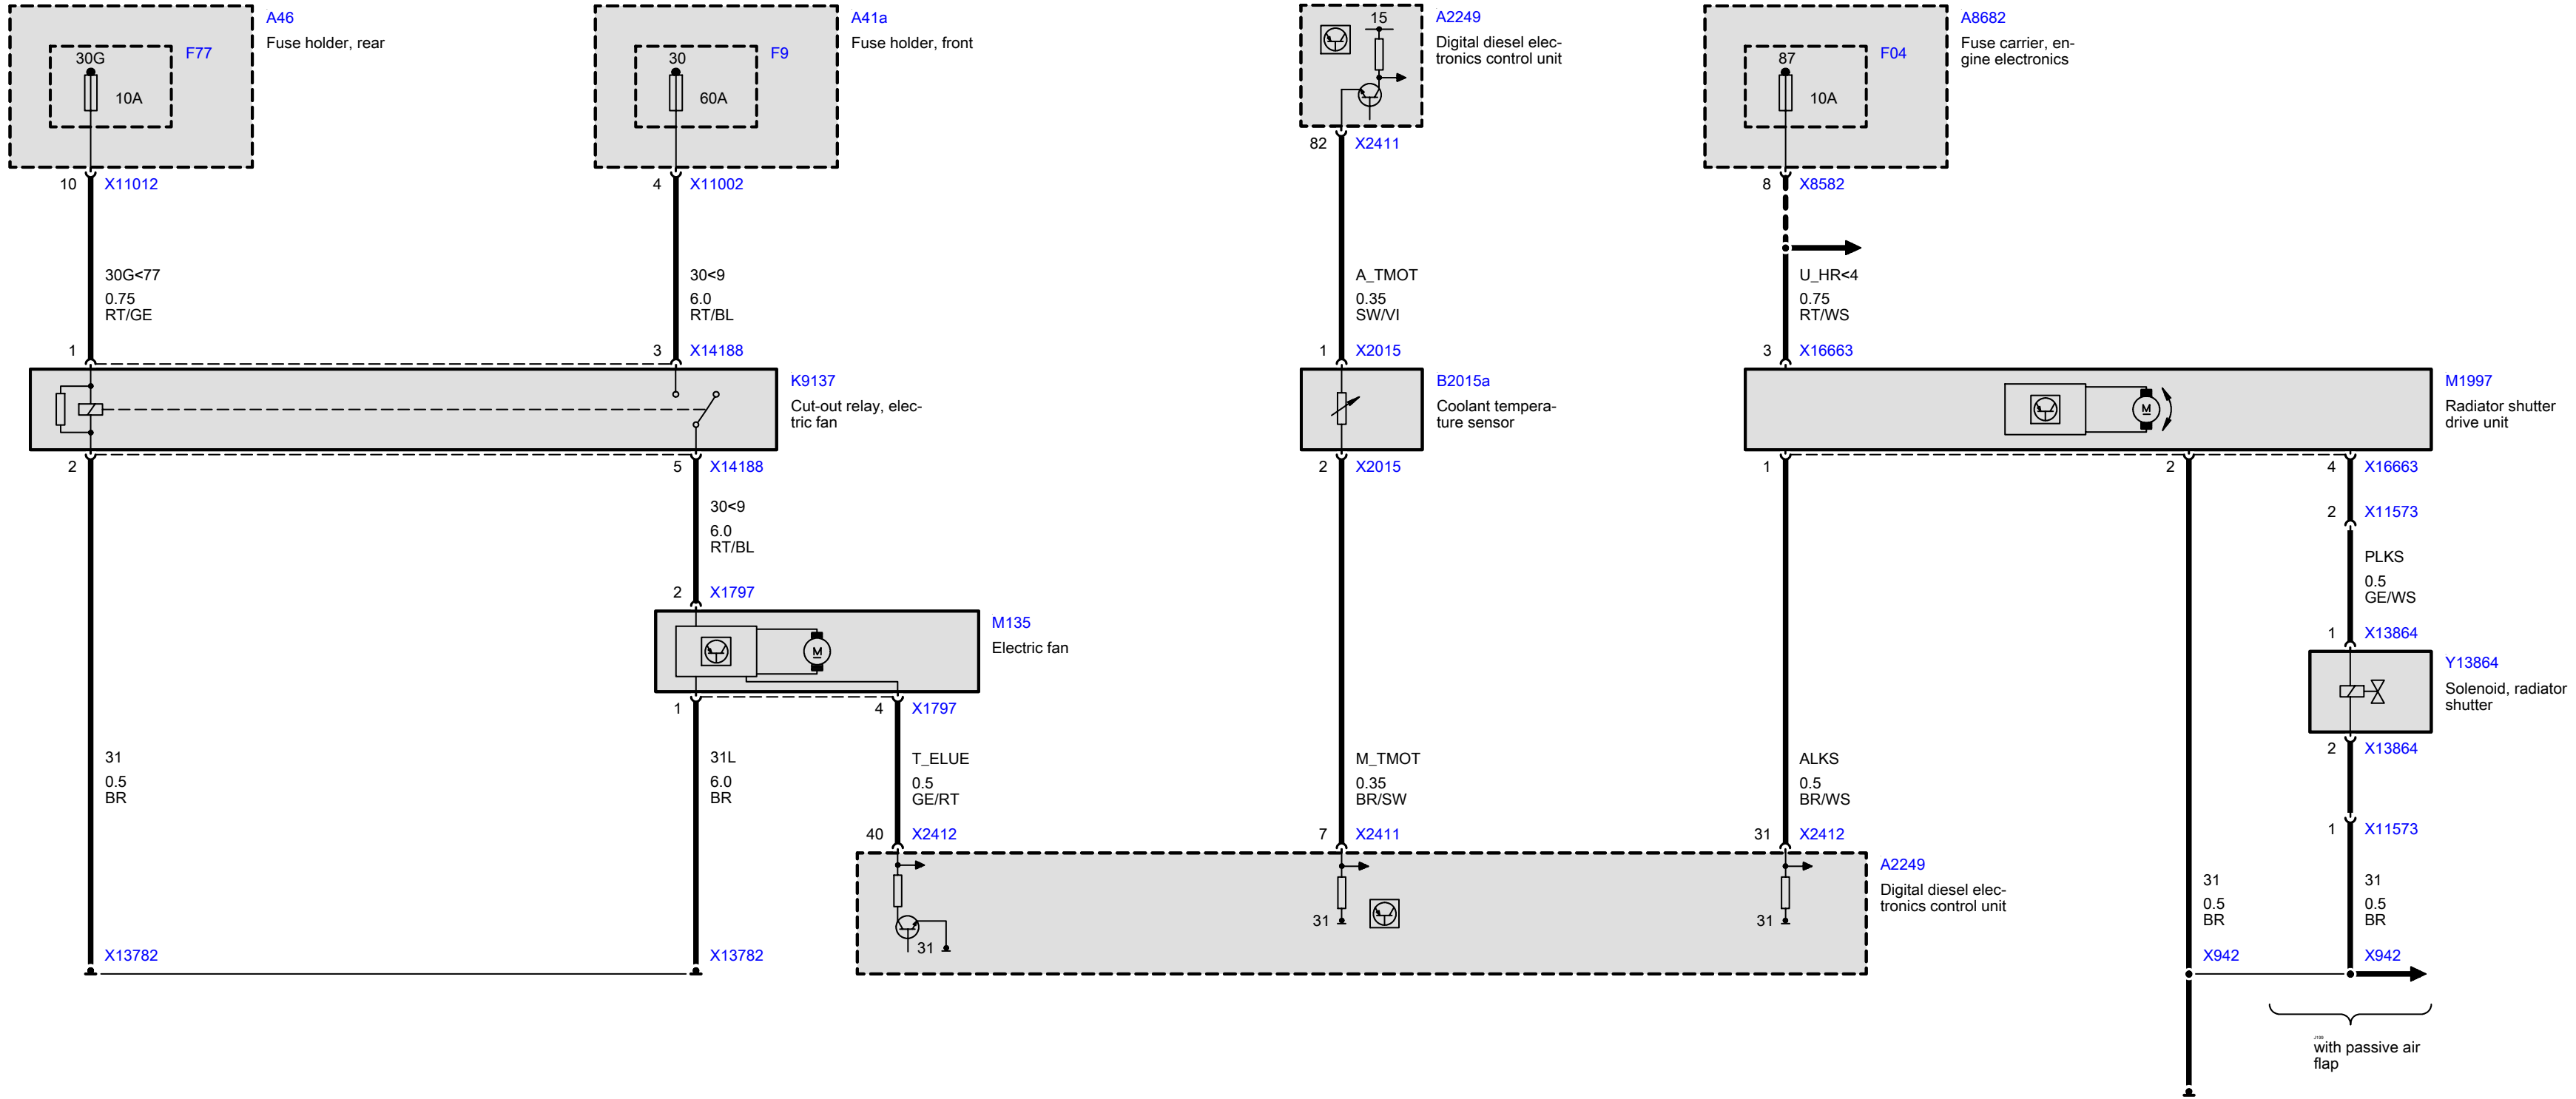 A46
Fuse holder, rear
30G
F77
10A
10 X11012
30G<77
0.75
RT/GE
A41a
Fuse holder, front
30
F9
60A
4 X11002
30<9
6.0
RT/BL
A2249
Digital diesel elec-
tronics control unit
15
82 X2411
A_TMOT
0.35
SW/VI
A8682
Fuse carrier, en-
gine electronics
87
F04
10A
8 X8582
U_HR<4
0.75
RT/WS
1
3 X14188
K9137
Cut-out relay, elec-
tric fan
2
5 X14188
30<9
6.0
RT/BL
1 X2015
B2015a
Coolant tempera-
ture sensor
2 X2015
3 X16663
M1997
Radiator shutter
drive unit
M
1
2
4 X16663
2 X11573
PLKS
0.5
GE/WS
2 X1797
M135
Electric fan
M
1
4 X1797
1 X13864
Y13864
Solenoid, radiator
shutter
2 X13864
31
0.5
BR
31L
6.0
BR
T_ELUE
0.5
GE/RT
M_TMOT
0.35
BR/SW
ALKS
0.5
BR/WS
40 X2412
7 X2411
31 X2412
1 X11573
A2249
Digital diesel elec-
tronics control unit
31
31
31
31
0.5
BR
31
0.5
BR
X13782
X13782
X942
X942
with passive air
flap